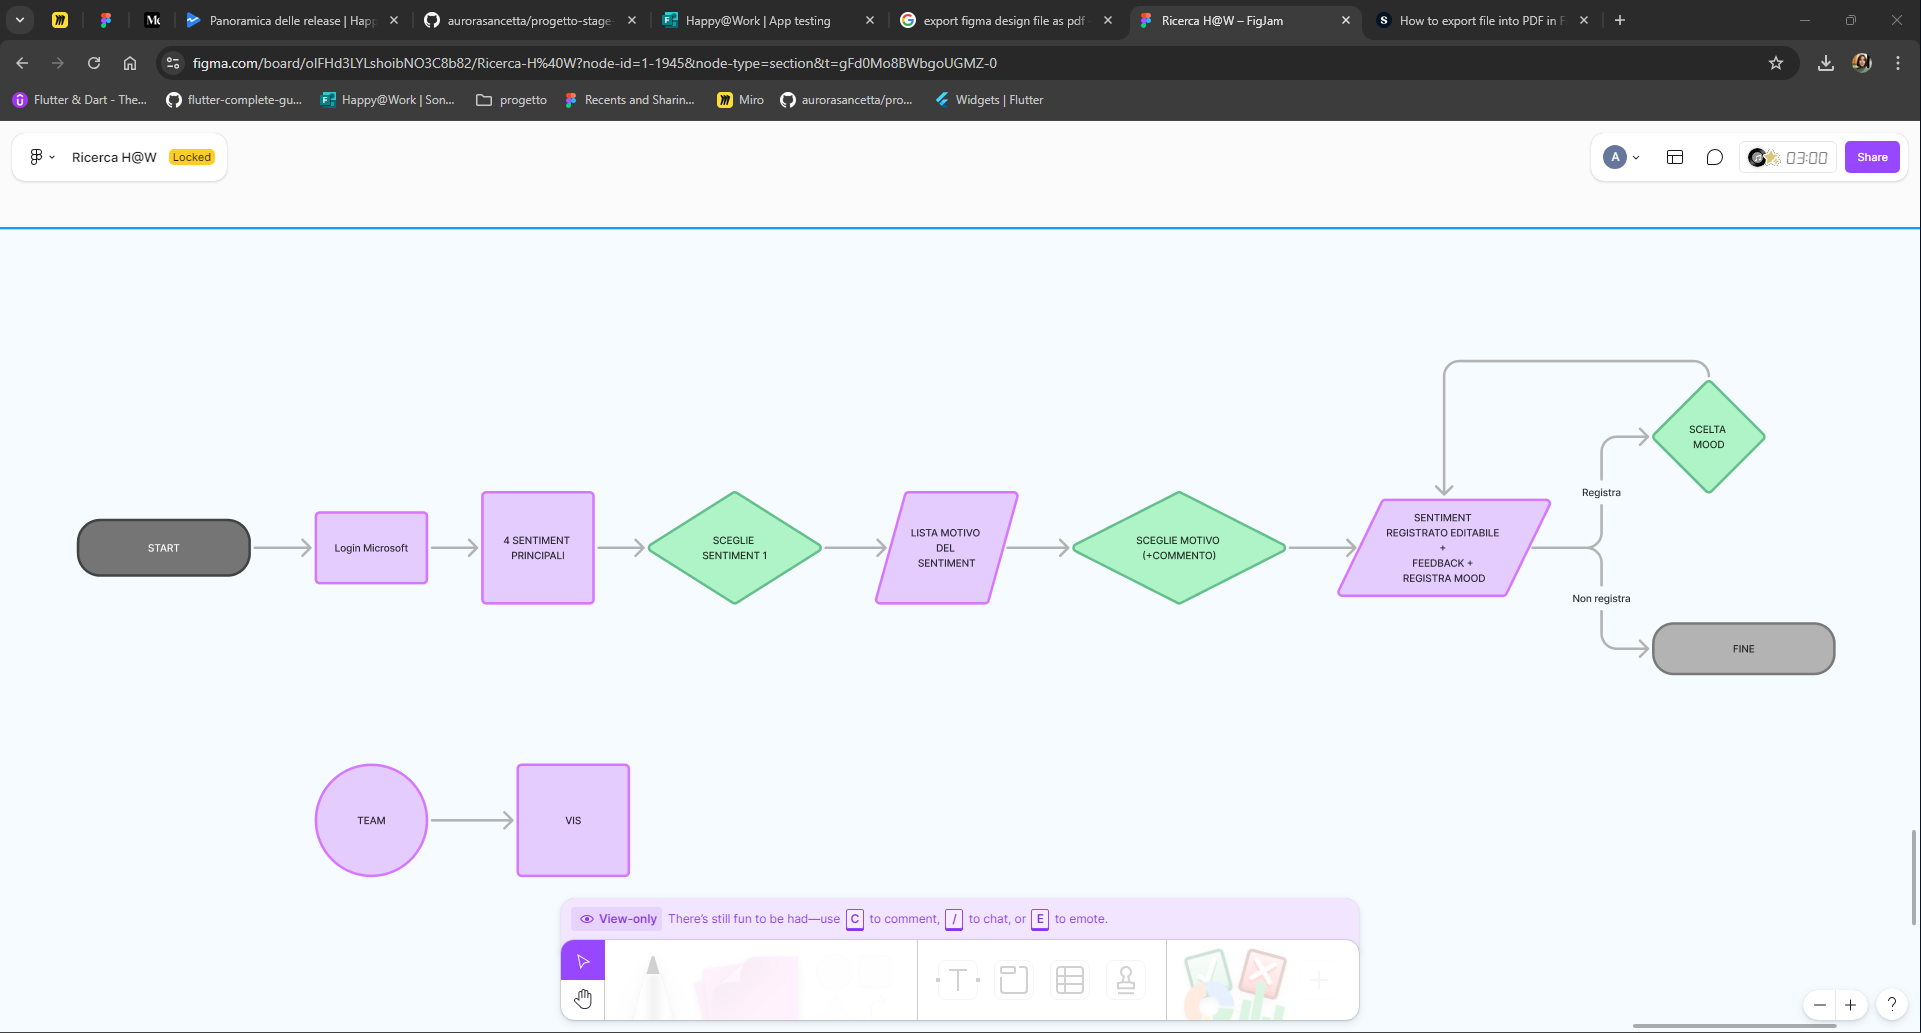 Panoramica delle release | Happ
aurorasancetta/progetto-stage-
Happy@Work | App testing
export figma design file as pdf
Ricerca H@W – FigJam
How to export file into PDF in F
figma.com/board/oIFHd3LYLshoibNO3C8b82/Ricerca-H%40W?node-id=1-1945&node-type=section&t=gFd0Mo8BWbgoUGMZ-0
Flutter & Dart - The...
flutter-complete-gu...
Happy@Work | Son...
progetto
Recents and Sharin...
Miro
aurorasancetta/pro...
Widgets | Flutter
Ricerca H@W
Locked
A
03:00
Share
START
Login Microsoft
4 SENTIMENT
PRINCIPALI
SCEGLIE
SENTIMENT 1
LISTA MOTIVO
DEL
SENTIMENT
SCEGLIE MOTIVO
(+COMMENTO)
SENTIMENT
REGISTRATO EDITABILE
+
FEEDBACK +
REGISTRA MOOD
Registra
SCELTA
MOOD
Non registra
FINE
TEAM
VIS
View-only There's still fun to be had—use C to comment, / to chat, or E to emote.
T
?